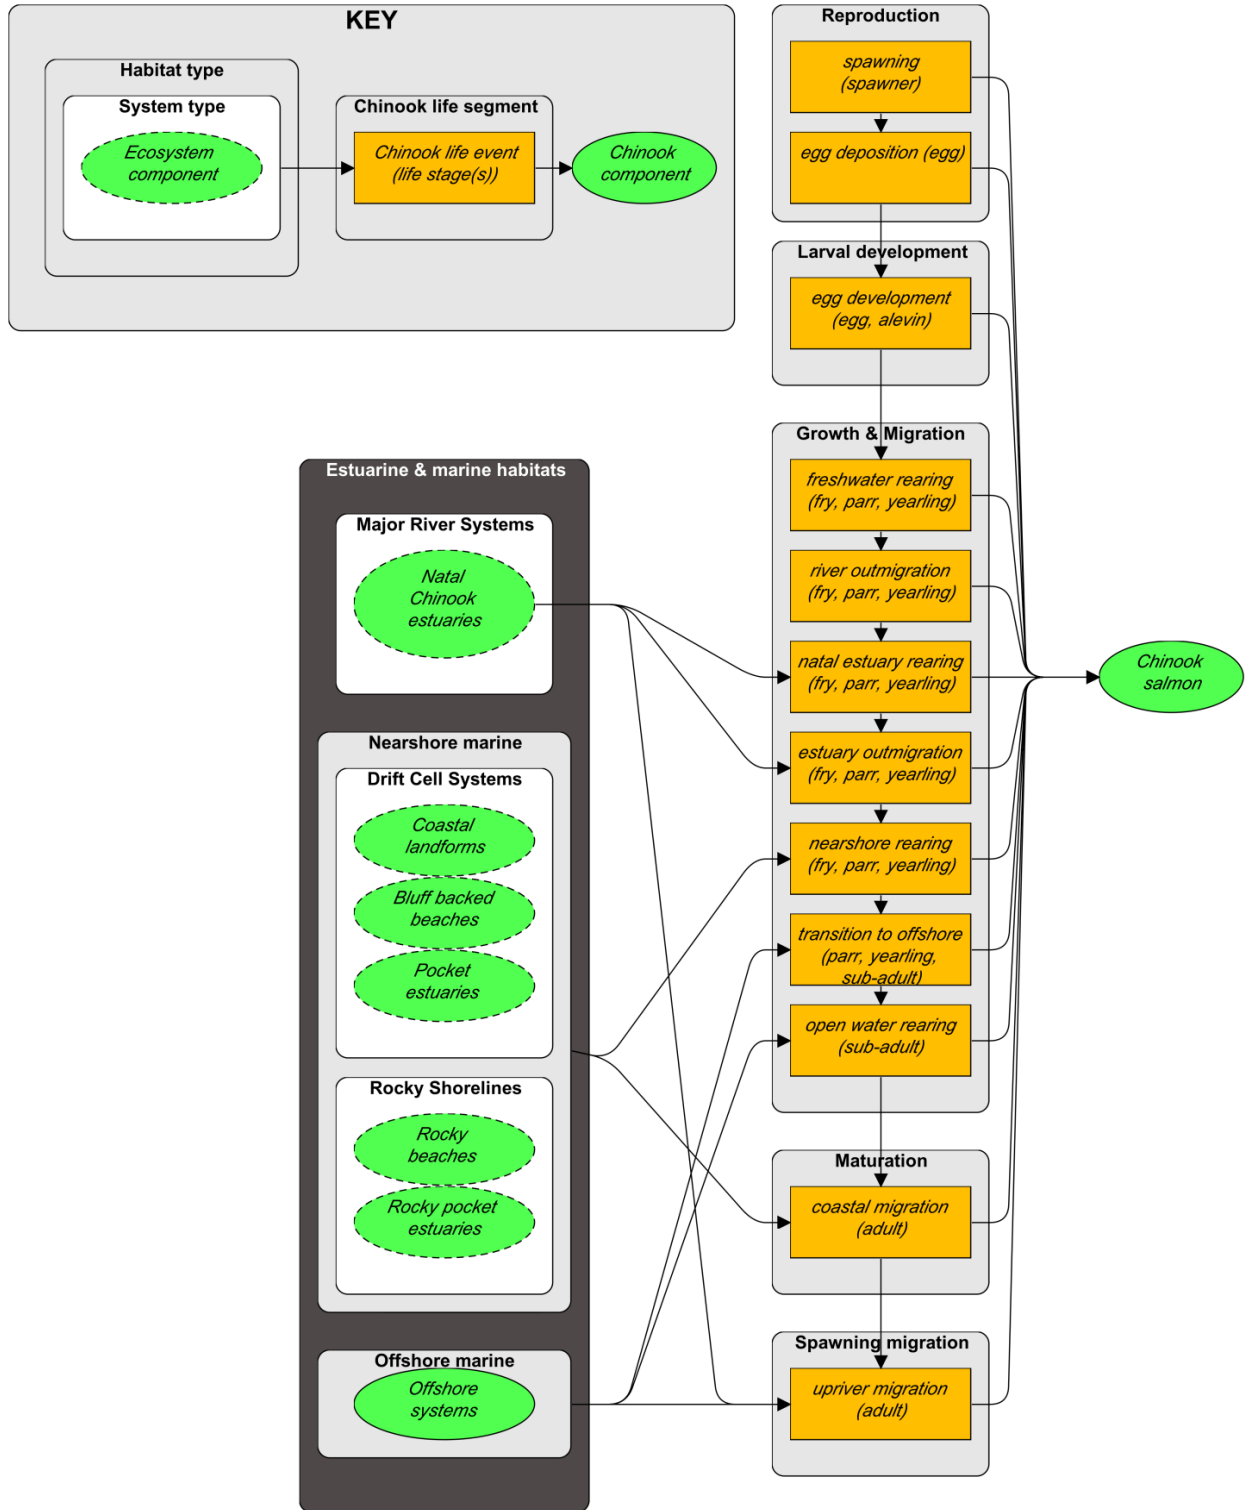 KEY
Habitat type
System type
Ecosystem
component
Chinook life segment
Chinook life event
(life stage(s))
Chinook
component
Reproduction
spawning
(spawner)
egg deposition (egg)
Larval development
egg development
(egg, alevin)
Growth & Migration
freshwater rearing
(fry, parr, yearling)
river outmigration
(fry, parr, yearling)
natal estuary rearing
(fry, parr, yearling)
estuary outmigration
(fry, parr, yearling)
nearshore rearing
(fry, parr, yearling)
transition to offshore
(parr, yearling,
sub-adult)
open water rearing
(sub-adult)
Maturation
coastal migration
(adult)
Spawning migration
upriver migration
(adult)
Estuarine & marine habitats
Major River Systems
Natal
Chinook
estuaries
Nearshore marine
Drift Cell Systems
Coastal
landforms
Bluff backed
beaches
Pocket
estuaries
Rocky Shorelines
Rocky
beaches
Rocky pocket
estuaries
Offshore marine
Offshore
systems
Chinook
salmon